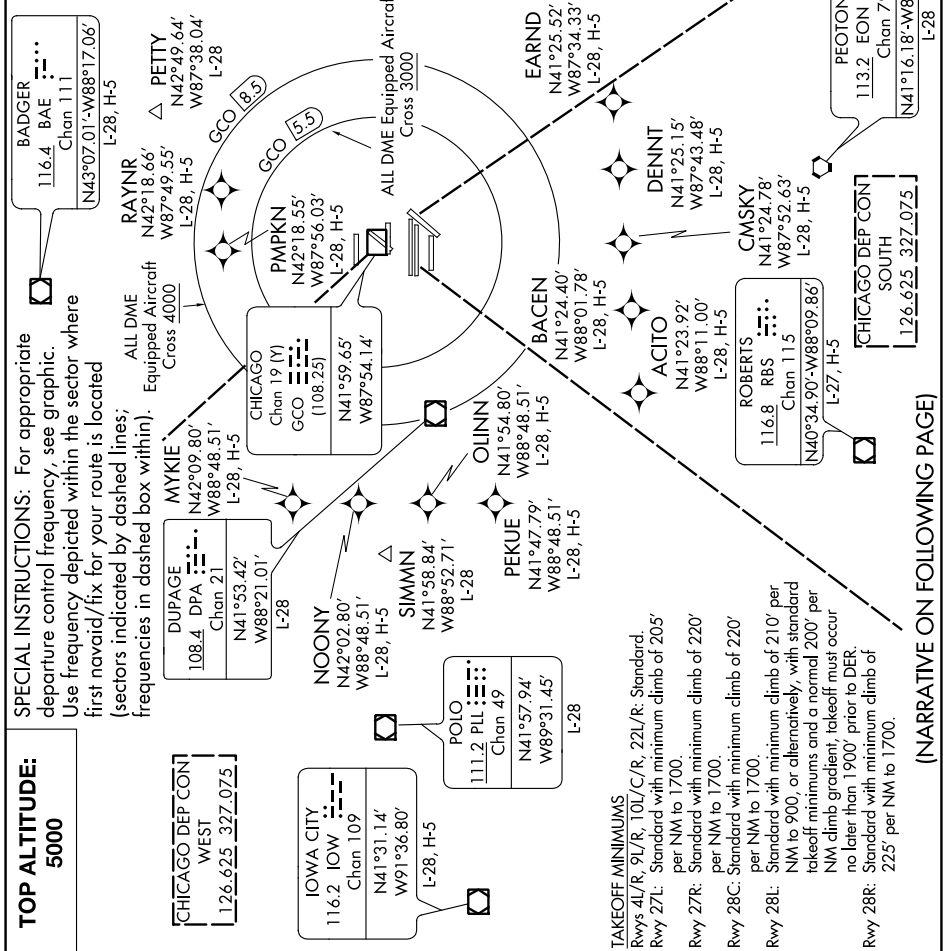 TOP ALTITUDE:
5000
SPECIAL INSTRUCTIONS: For appropriate
departure control frequency, see graphic.
Use frequency depicted within the sector where
first navaid/fix for your route is located
(sectors indicated by dashed lines;
frequencies in dashed box within).
BADGER
116.4 BAE
Chan 111
N43°07.01'-W88°17.06'
L-28, H-5
CHICAGO DEP CON
WEST
126.625 327.075
DUPAGE
108.4 DPA
Chan 21
N41°53.42'
W88°21.01'
L-28
MYKIE
N42°09.80'
W88°48.51'
L-28, H-5
ALL DME
Equipped Aircraft
Cross 4000
RAYNR
N42°18.66'
W87°49.55'
L-28, H-5
PETTY
N42°49.64'
W87°38.04'
L-28
PMPKN
N42°18.55'
W87°56.03'
L-28, H-5
GCO 8.5
GCO 5.5
ALL DME Equipped Aircraf
Cross 3000
CHICAGO
Chan 19 (Y)
GCO
(108.25)
N41°59.65'
W87°54.14'
NOONY
N42°02.80'
W88°48.51'
L-28, H-5
SIMMN
N41°58.84'
W88°52.71'
L-28
OLINN
N41°54.80'
W88°48.51'
L-28, H-5
PEKUE
N41°47.79'
W88°48.51'
L-28, H-5
IOWA CITY
116.2 IOW
Chan 109
N41°31.14'
W91°36.80'
L-28, H-5
POLO
111.2 PLL
Chan 49
N41°57.94'
W89°31.45'
L-28
BACEN
N41°24.40'
W88°01.78'
L-28, H-5
EARND
N41°25.52'
W87°34.33'
L-28, H-5
DENNT
N41°25.15'
W87°43.48'
L-28, H-5
CMSKY
N41°24.78'
W87°52.63'
L-28, H-5
ACITO
N41°23.92'
W88°11.00'
L-28, H-5
ROBERTS
116.8 RBS
Chan 115
N40°34.90'-W88°09.86'
L-27, H-5
CHICAGO DEP CON
SOUTH
126.625 327.075
PEOTON
113.2 EON
Chan 7
N41°16.18'-W8
L-28
TAKEOFF MINIMUMS
Rwys 4L/R, 9L/R, 10L/C/R, 22L/R: Standard.
Rwy 27L: Standard with minimum climb of 205'
per NM to 1700.
Rwy 27R: Standard with minimum climb of 220'
per NM to 1700.
Rwy 28C: Standard with minimum climb of 220'
per NM to 1700.
Rwy 28L: Standard with minimum climb of 210' per
NM to 900, or alternatively, with standard
takeoff minimums and a normal 200' per
NM climb gradient, takeoff must occur
no later than 1900' prior to DER.
Rwy 28R: Standard with minimum climb of
225' per NM to 1700.
(NARRATIVE ON FOLLOWING PAGE)